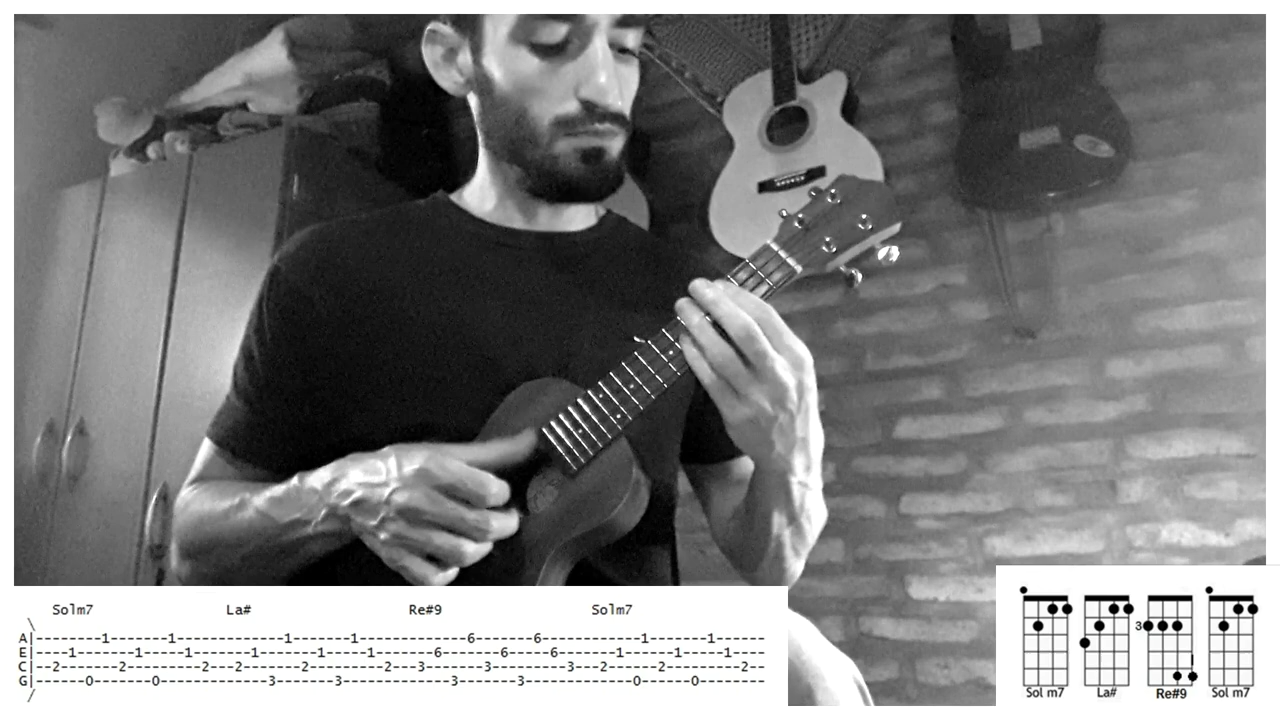 Solm7 La# Re#9 Solm7
\
A|--------1-------1-------------1-------1-------------6-------6------------1-------1------
E|----1-------1-----1-------1-------1-----1-------6-------6-----6-------1------1-----1----
C|--2-------2---------2---2-------2---------2---3-------3---------3---2-------2--------2--
G|------0-------0-------------3-------3-------------3-------3-------------0------0--------
/
3
Sol m7 La# Re#9 Sol m7